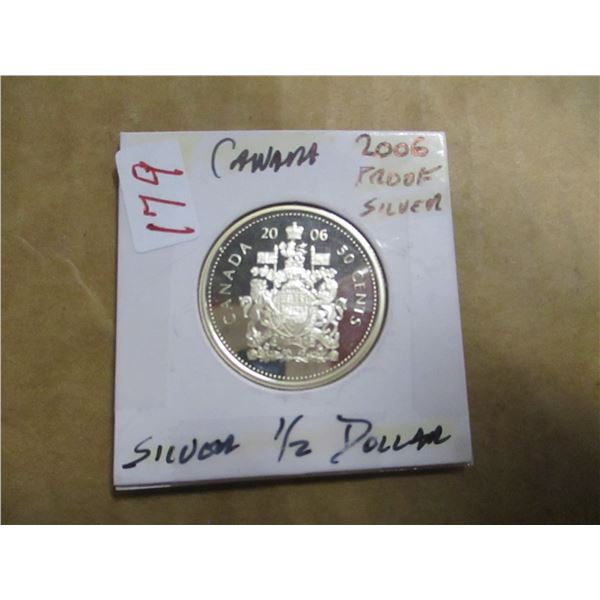 179
CANADA
2006
PROOF
SILVER
20 06
CANADA
50 CENTS
SILVER 1/2 DOLLAR